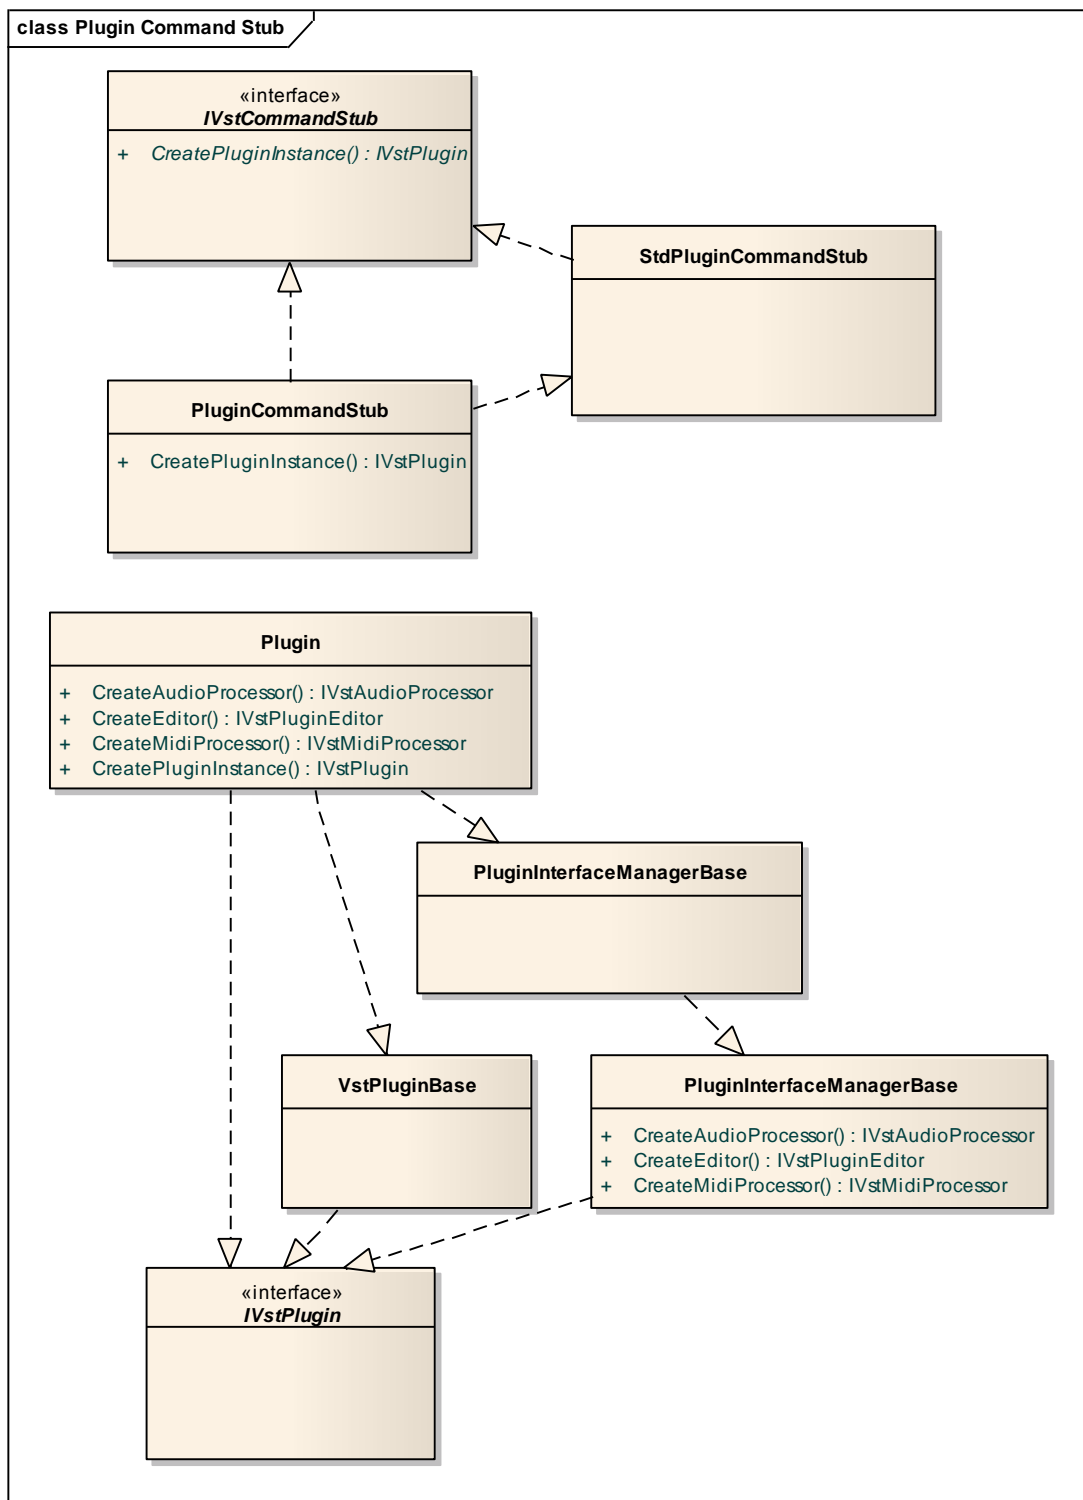 class Plugin Command Stub
«interface»
IVstCommandStub
+ CreatePluginInstance() : IVstPlugin
StdPluginCommandStub
PluginCommandStub
+ CreatePluginInstance() : IVstPlugin
Plugin
+ CreateAudioProcessor() : IVstAudioProcessor
+ CreateEditor() : IVstPluginEditor
+ CreateMidiProcessor() : IVstMidiProcessor
+ CreatePluginInstance() : IVstPlugin
PluginInterfaceManagerBase
VstPluginBase
PluginInterfaceManagerBase
+ CreateAudioProcessor() : IVstAudioProcessor
+ CreateEditor() : IVstPluginEditor
+ CreateMidiProcessor() : IVstMidiProcessor
«interface»
IVstPlugin